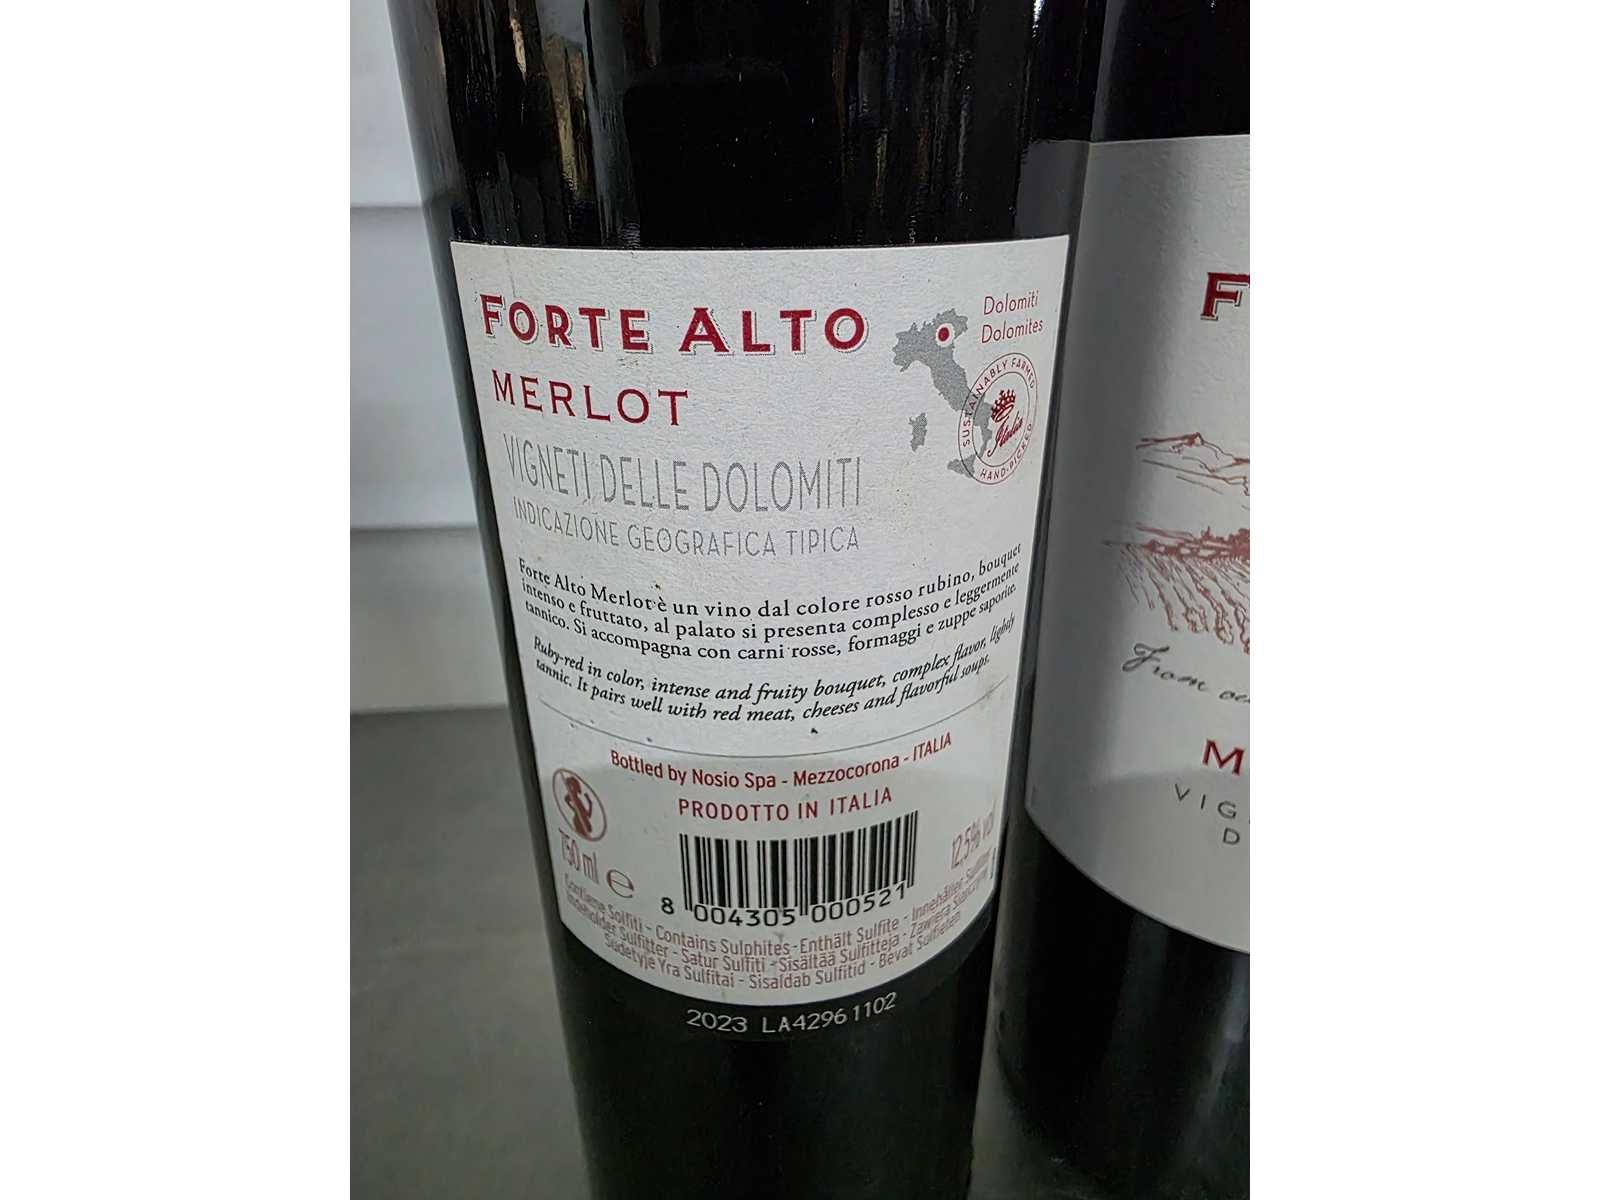 FORTE ALTO
MERLOT
VIGNETI DELLE DOLOMITI
INDICAZIONE GEOGRAFICA TIPICA
Dolomiti
Dolomites
SUSTAINABLY FARMED
Italia
HAND-PICKED
Forte Alto Merlot è un vino dal colore rosso rubino, bouquet
intenso e fruttato, al palato si presenta complesso e leggermente
tannico. Si accompagna con carni rosse, formaggi e zuppe saporite.
Ruby-red in color, intense and fruity bouquet, complex flavor, lightly
tannic. It pairs well with red meat, cheeses and flavorful soups.
Bottled by Nosio Spa - Mezzocorona - ITALIA
PRODOTTO IN ITALIA
750 ml e
12,5% vol
8 004305 000521
Contiene Solfiti - Contains Sulphites - Enthält Sulfite - Innehåller Sulfiter
Indeholder Sulfitter - Satur Sulfiti - Sisältää Sulfitteja - Zawiera Siarczyny
Sudėtyje Yra Sulfitai - Sisaldab Sulfitid - Bevat Sulfieten
2023 LA42961102
F
From
M
VIG
D